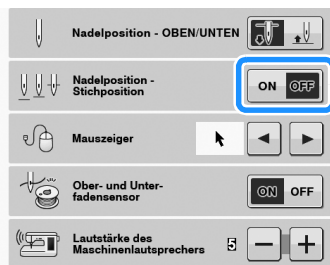 Nadelposition - OBEN/UNTEN
Nadelposition -
Stichposition
ON OFF
Mauszeiger
Ober- und Unter-
fadensensor
ON OFF
Lautstärke des
Maschinenlautsprechers
5